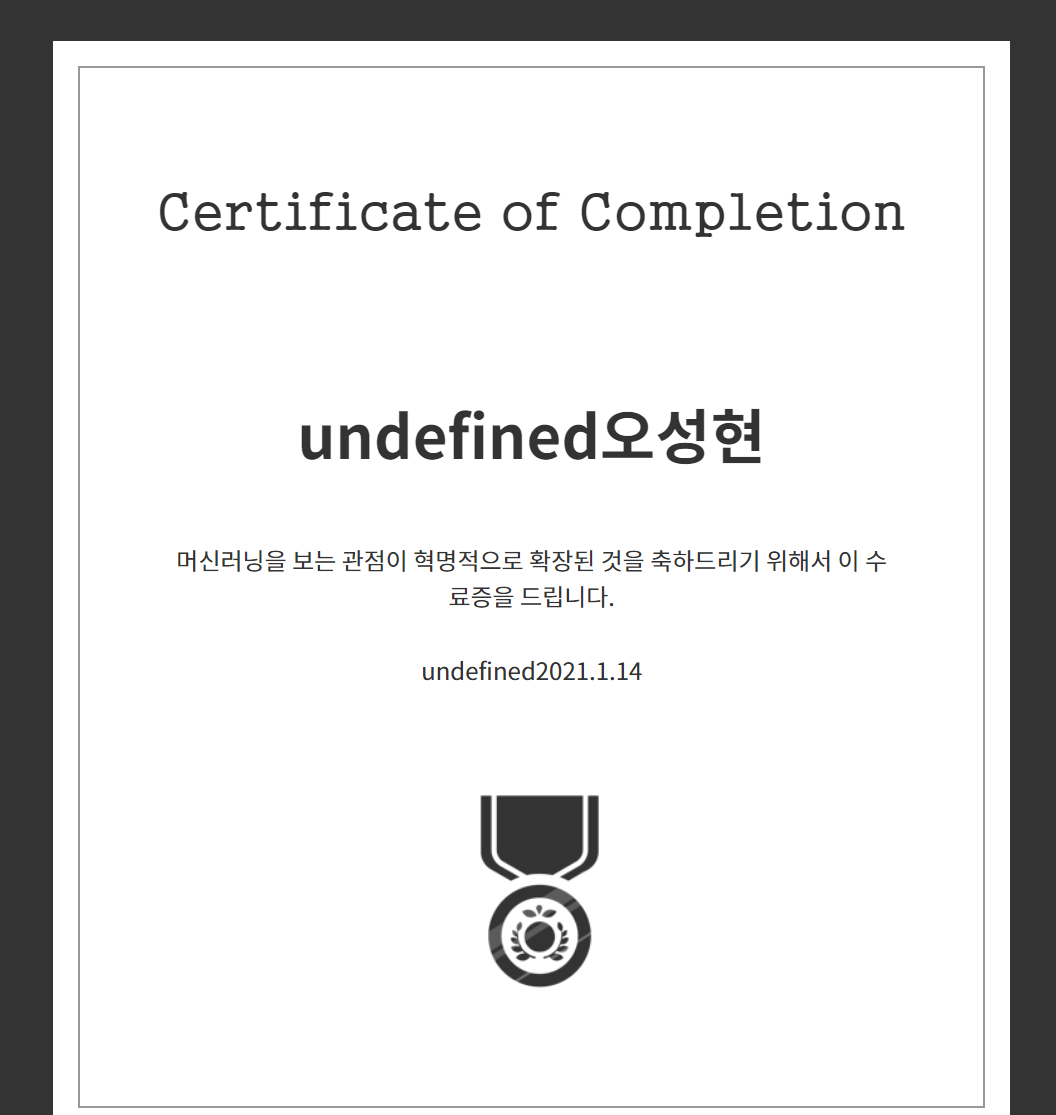 Certificate of Completion
undefined오성현
머신러닝을 보는 관점이 혁명적으로 확장된 것을 축하드리기 위해서 이 수
료증을 드립니다.
undefined2021.1.14